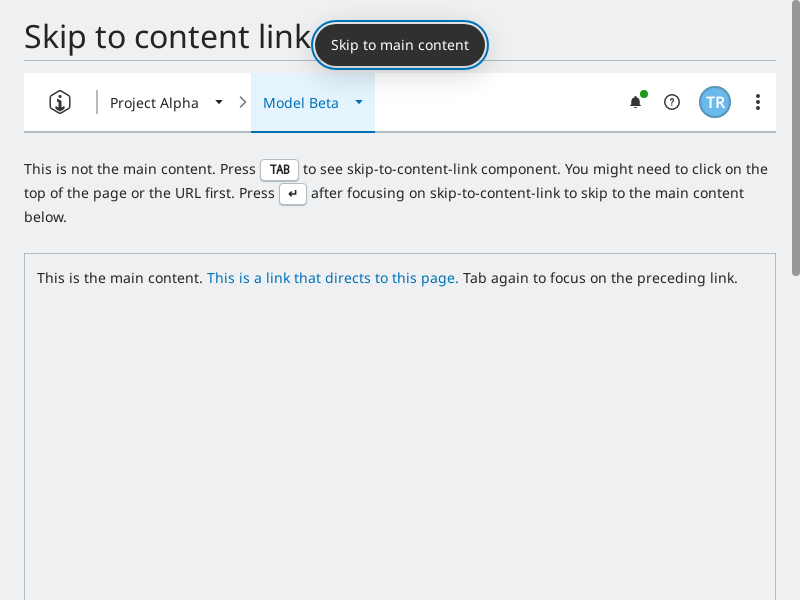 Skip to content link
Skip to main content
Project Alpha
Model Beta
TR
This is not the main content. Press TAB to see skip-to-content-link component. You might need to click on the
top of the page or the URL first. Press ↵ after focusing on skip-to-content-link to skip to the main content
below.
This is the main content. This is a link that directs to this page. Tab again to focus on the preceding link.